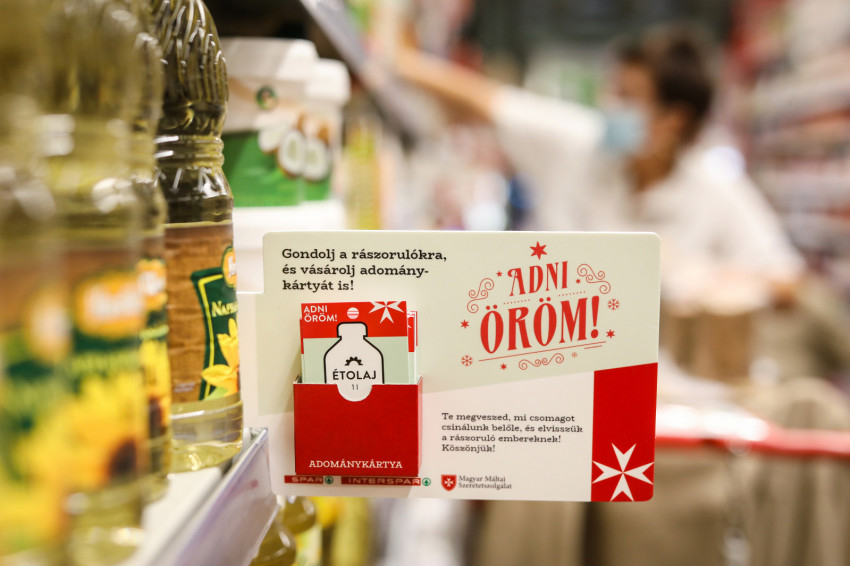 Gondolj a rászorulókra,
és vásárolj adomány-
kártyát is!
ADNI
ÖRÖM!
ADNI
ÖRÖM!
ÉTOLAJ
1 l
ADOMÁNYKÁRTYA
Te megveszed, mi csomagot
csinálunk belőle, és elvisszük
a rászoruló embereknek!
Köszönjük!
SPAR INTERSPAR
Magyar Máltai
Szeretetszolgálat